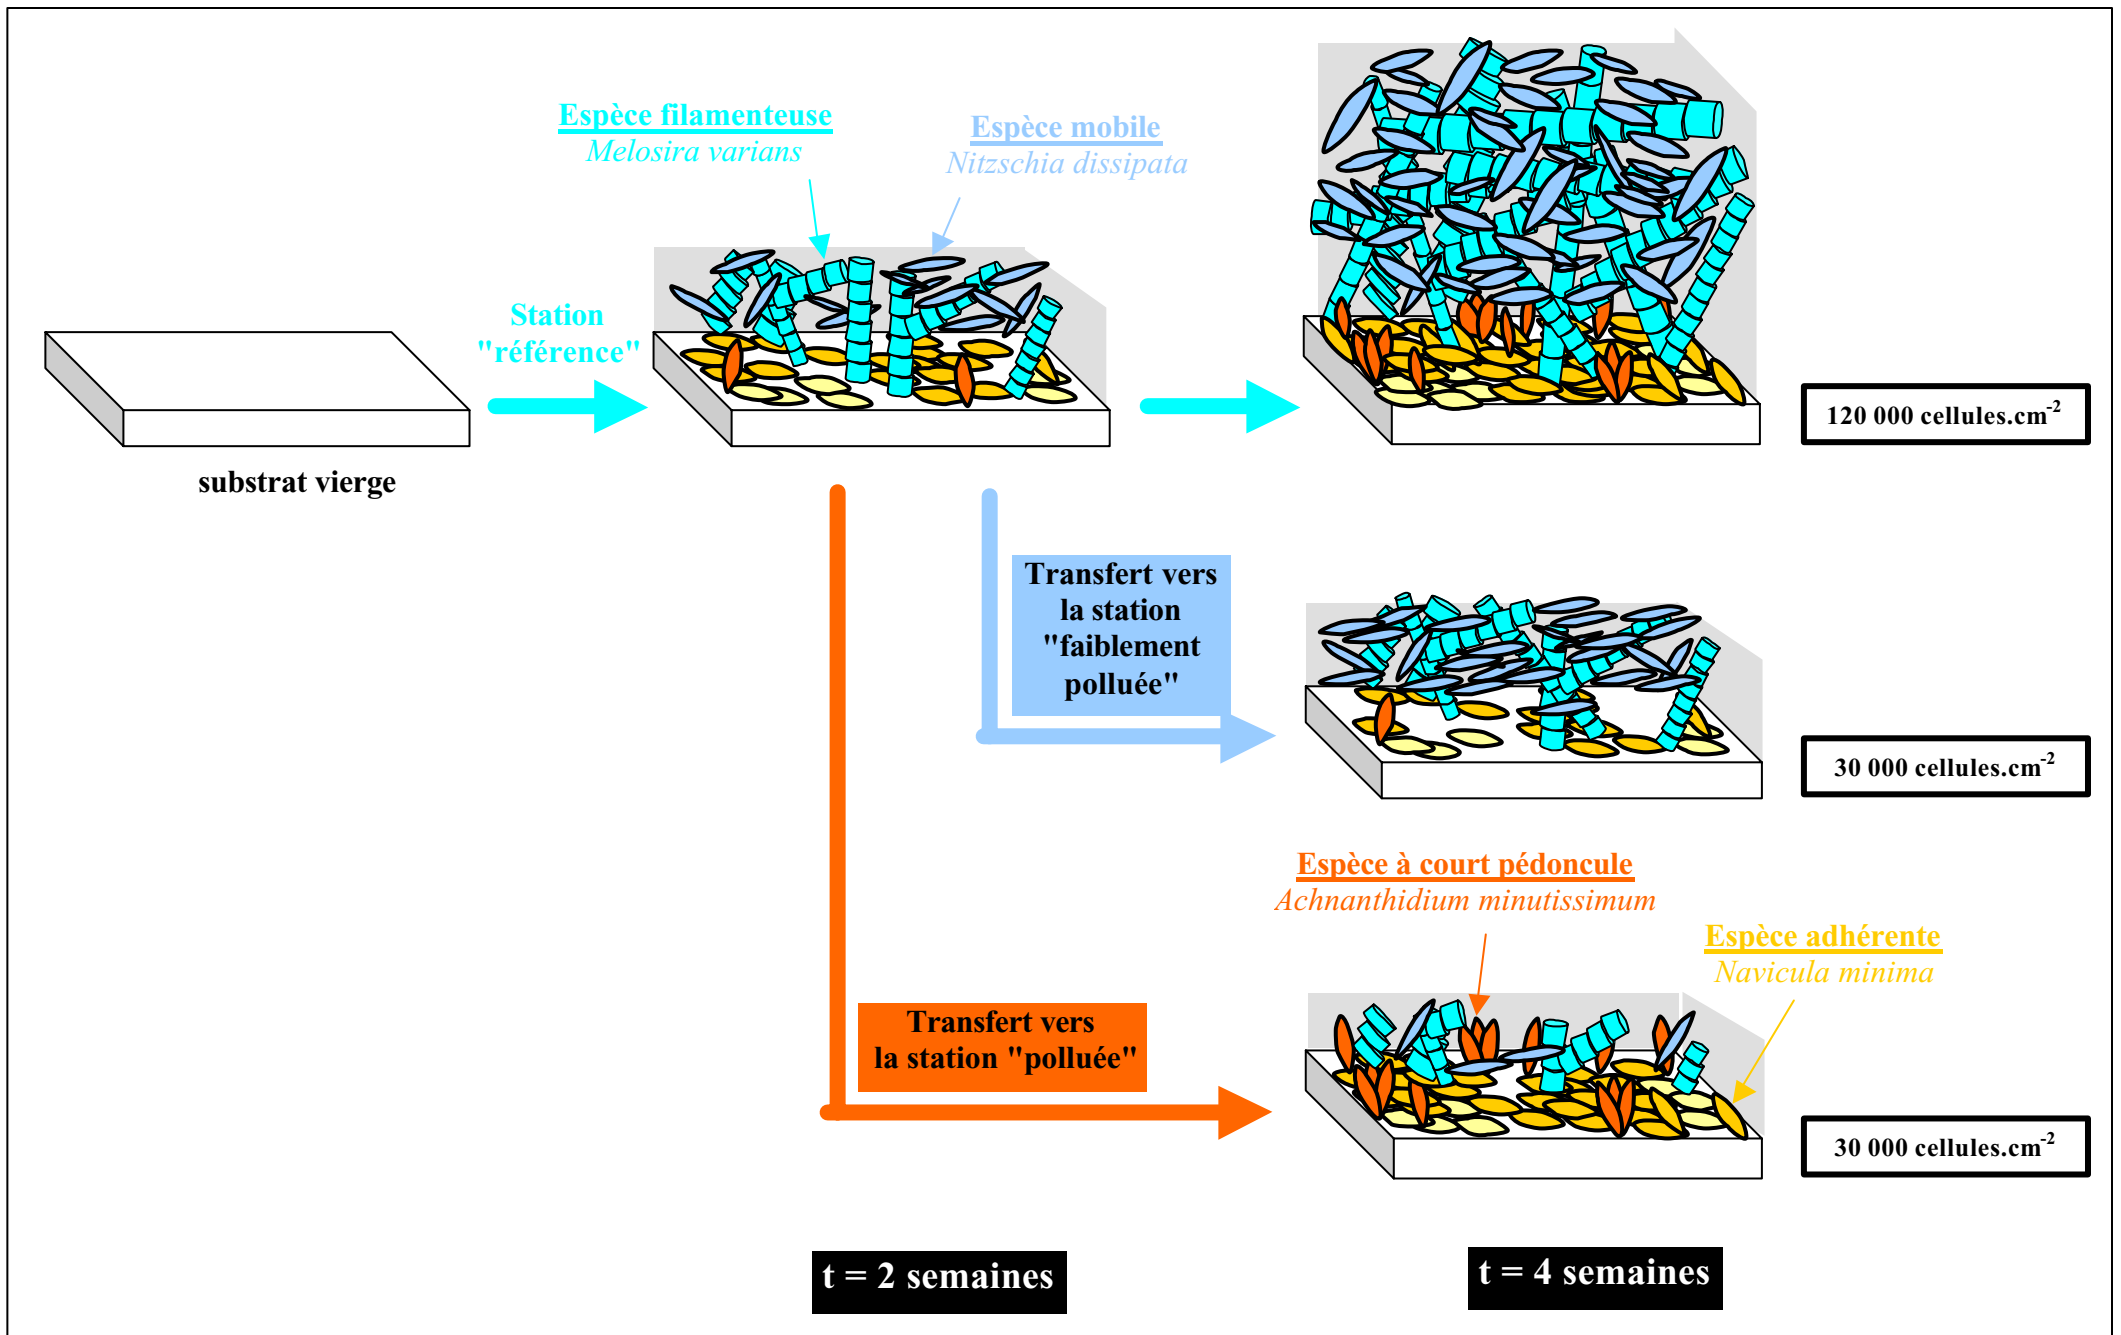 Espèce filamenteuse
Melosira varians
Espèce mobile
Nitzschia dissipata
Station
"référence"
substrat vierge
120 000 cellules.cm-2
Transfert vers
la station
"faiblement
polluée"
30 000 cellules.cm-2
Espèce à court pédoncule
Achnanthidium minutissimum
Espèce adhérente
Navicula minima
Transfert vers
la station "polluée"
30 000 cellules.cm-2
t = 2 semaines
t = 4 semaines